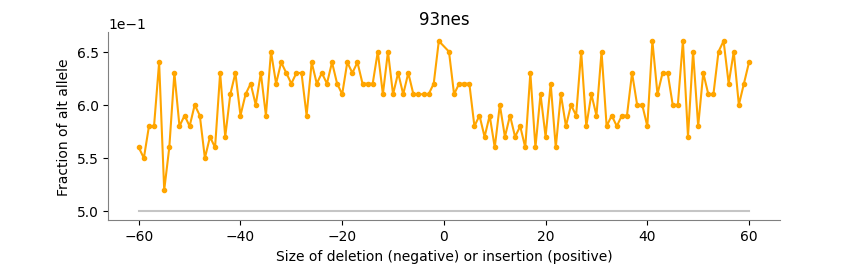 93nes
1e−1
6.5
6.0
5.5
5.0
Fraction of alt allele
−60 −40 −20 0 20 40 60
Size of deletion (negative) or insertion (positive)